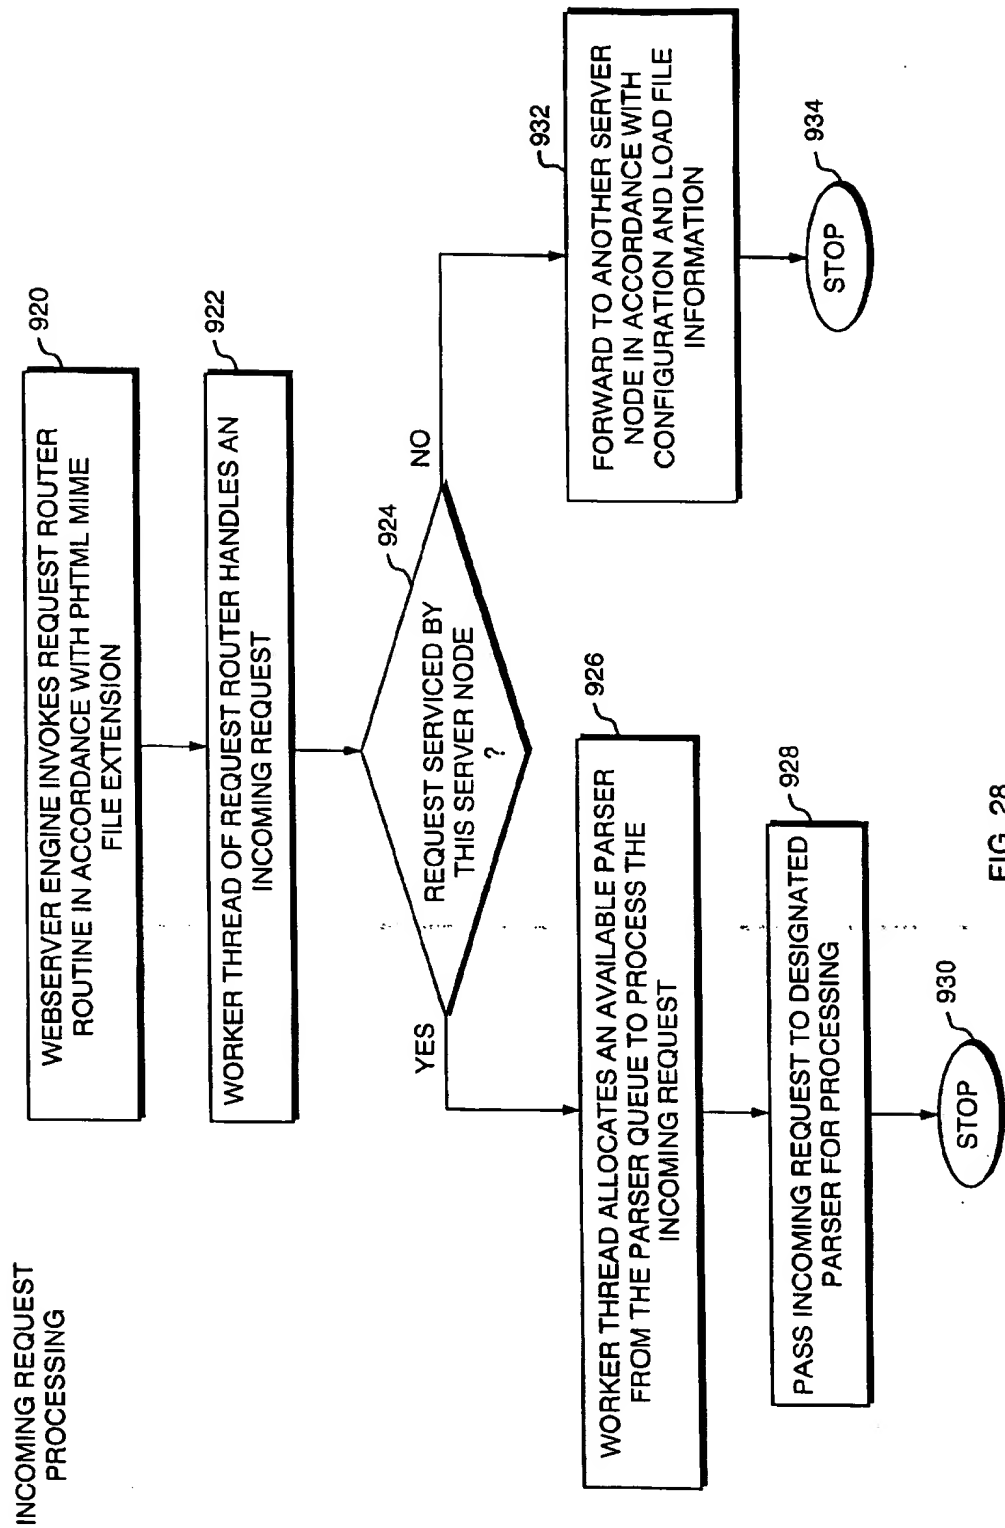 INCOMING REQUEST
PROCESSING
920
WEBSERVER ENGINE INVOKES REQUEST ROUTER
ROUTINE IN ACCORDANCE WITH PHTML MIME
FILE EXTENSION
922
WORKER THREAD OF REQUEST ROUTER HANDLES AN
INCOMING REQUEST
924
REQUEST SERVICED BY
THIS SERVER NODE
?
YES
NO
926
WORKER THREAD ALLOCATES AN AVAILABLE PARSER
FROM THE PARSER QUEUE TO PROCESS THE
INCOMING REQUEST
928
PASS INCOMING REQUEST TO DESIGNATED
PARSER FOR PROCESSING
930
STOP
932
FORWARD TO ANOTHER SERVER
NODE IN ACCORDANCE WITH
CONFIGURATION AND LOAD FILE
INFORMATION
934
STOP
FIG. 28